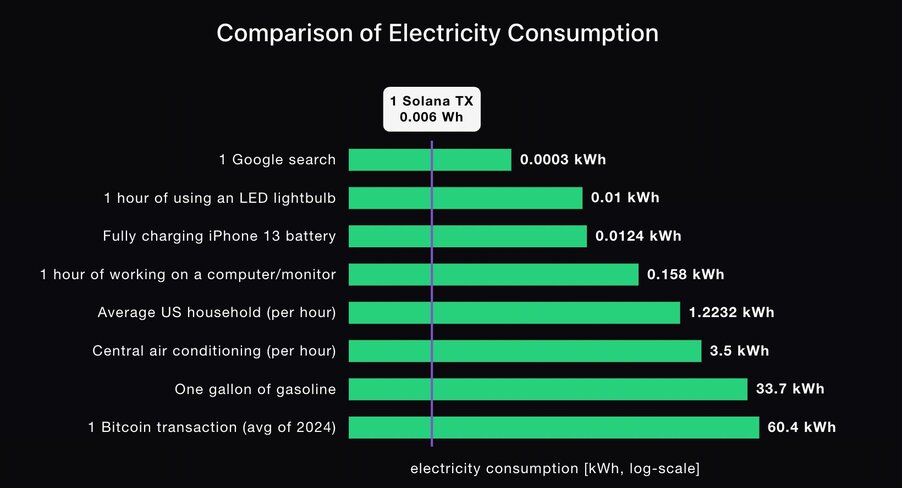 Comparison of Electricity Consumption
1 Solana TX
0.006 Wh
1 Google search 0.0003 kWh
1 hour of using an LED lightbulb 0.01 kWh
Fully charging iPhone 13 battery 0.0124 kWh
1 hour of working on a computer/monitor 0.158 kWh
Average US household (per hour) 1.2232 kWh
Central air conditioning (per hour) 3.5 kWh
One gallon of gasoline 33.7 kWh
1 Bitcoin transaction (avg of 2024) 60.4 kWh
electricity consumption [kWh, log-scale]